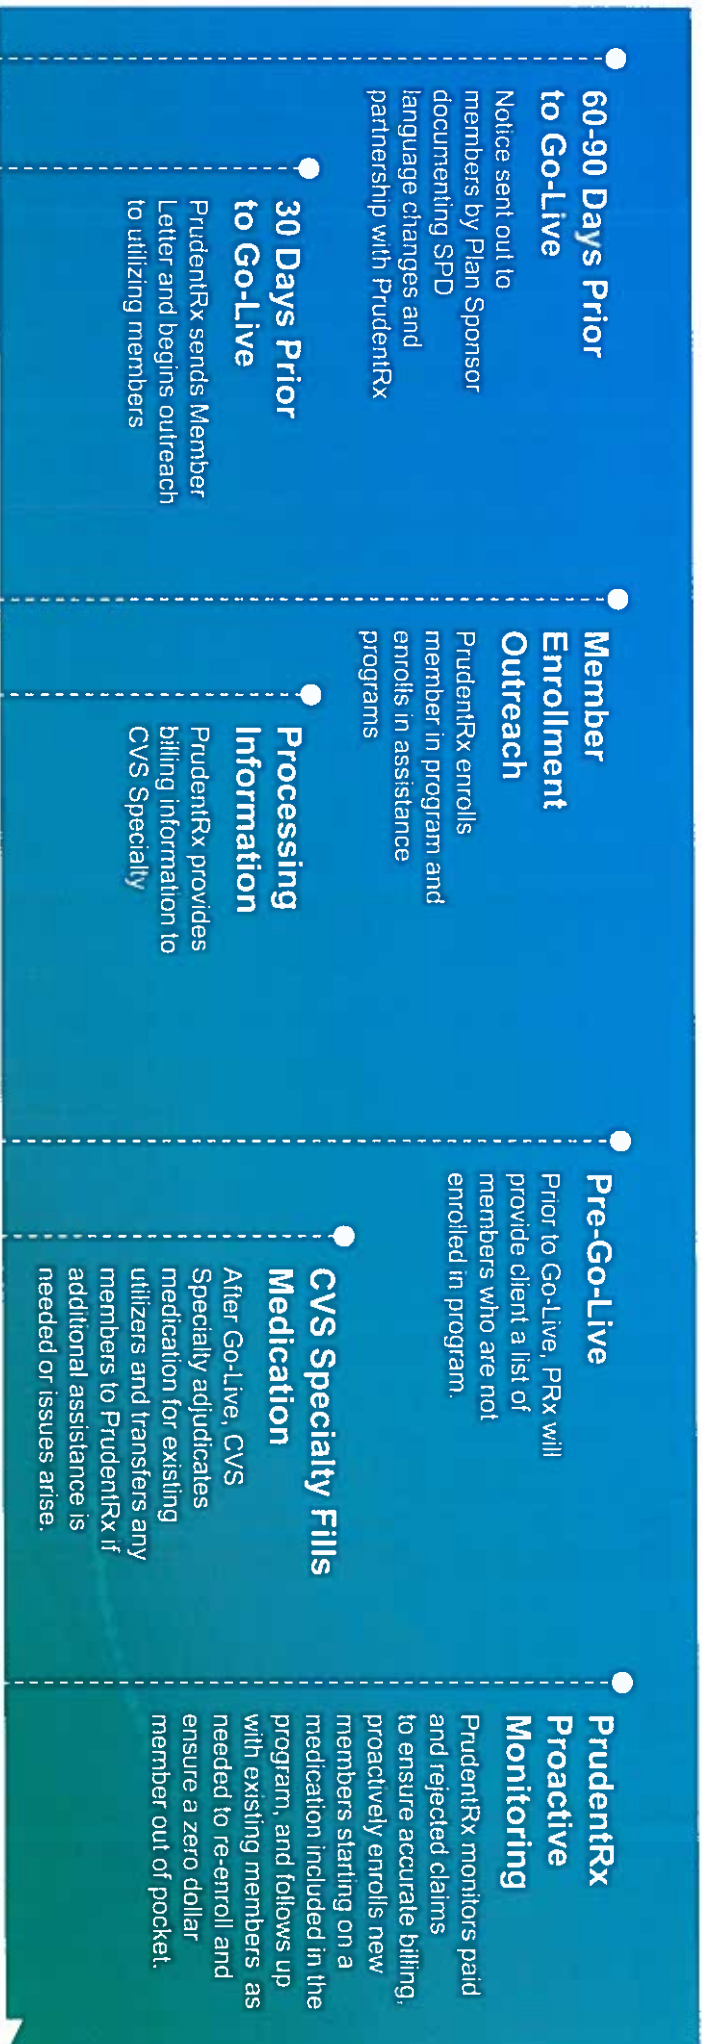 60-90 Days Prior
to Go-Live
Notice sent out to
members by Plan Sponsor
documenting SPD
language changes and
partnership with PrudentRx
30 Days Prior
to Go-Live
PrudentRx sends Member
Letter and begins outreach
to utilizing members
Member
Enrollment
Outreach
PrudentRx enrolls
member in program and
enrolls in assistance
programs
Processing
Information
PrudentRx provides
billing information to
CVS Specialty
Pre-Go-Live
Prior to Go-Live, PRx will
provide client a list of
members who are not
enrolled in program.
CVS Specialty Fills
Medication
After Go-Live, CVS
Specialty adjudicates
medication for existing
utilizers and transfers any
members to PrudentRx if
additional assistance is
needed or issues arise.
PrudentRx
Proactive
Monitoring
PrudentRx monitors paid
and rejected claims
to ensure accurate billing,
proactively enrolls new
members starting on a
medication included in the
program, and follows up
with existing members as
needed to re-enroll and
ensure a zero dollar
member out of pocket.